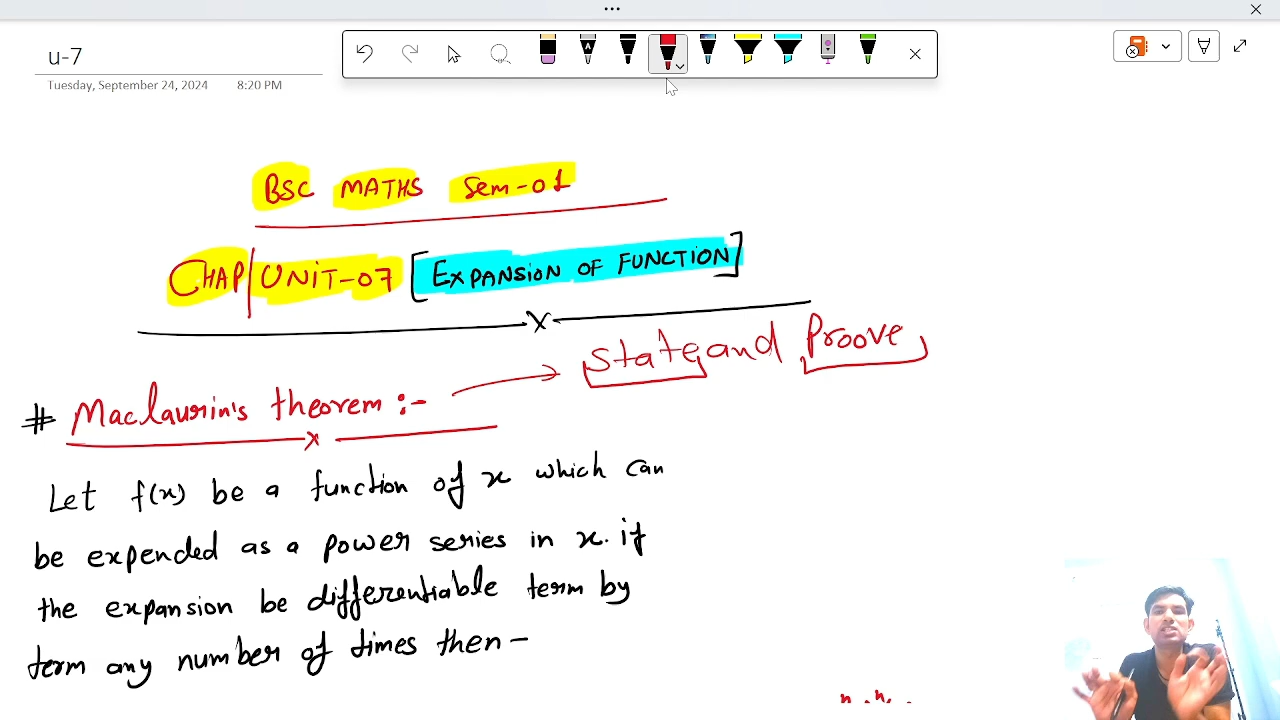 u-7
Tuesday, September 24, 2024 8:20 PM
BSC MATHS Sem-01
CHAP/UNIT-07 [EXPANSION OF FUNCTION]
x
# Maclaurin's theorem :- → State and Proove
x
Let f(x) be a function of x which can
be expended as a power series in x. if
the expansion be differentiable term by
term any number of times then -